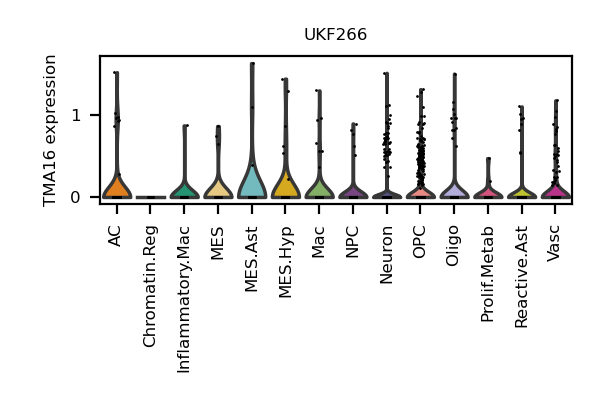 UKF266
TMA16 expression
1
0
AC
Chromatin.Reg
Inflammatory.Mac
MES
MES.Ast
MES.Hyp
Mac
NPC
Neuron
OPC
Oligo
Prolif.Metab
Reactive.Ast
Vasc